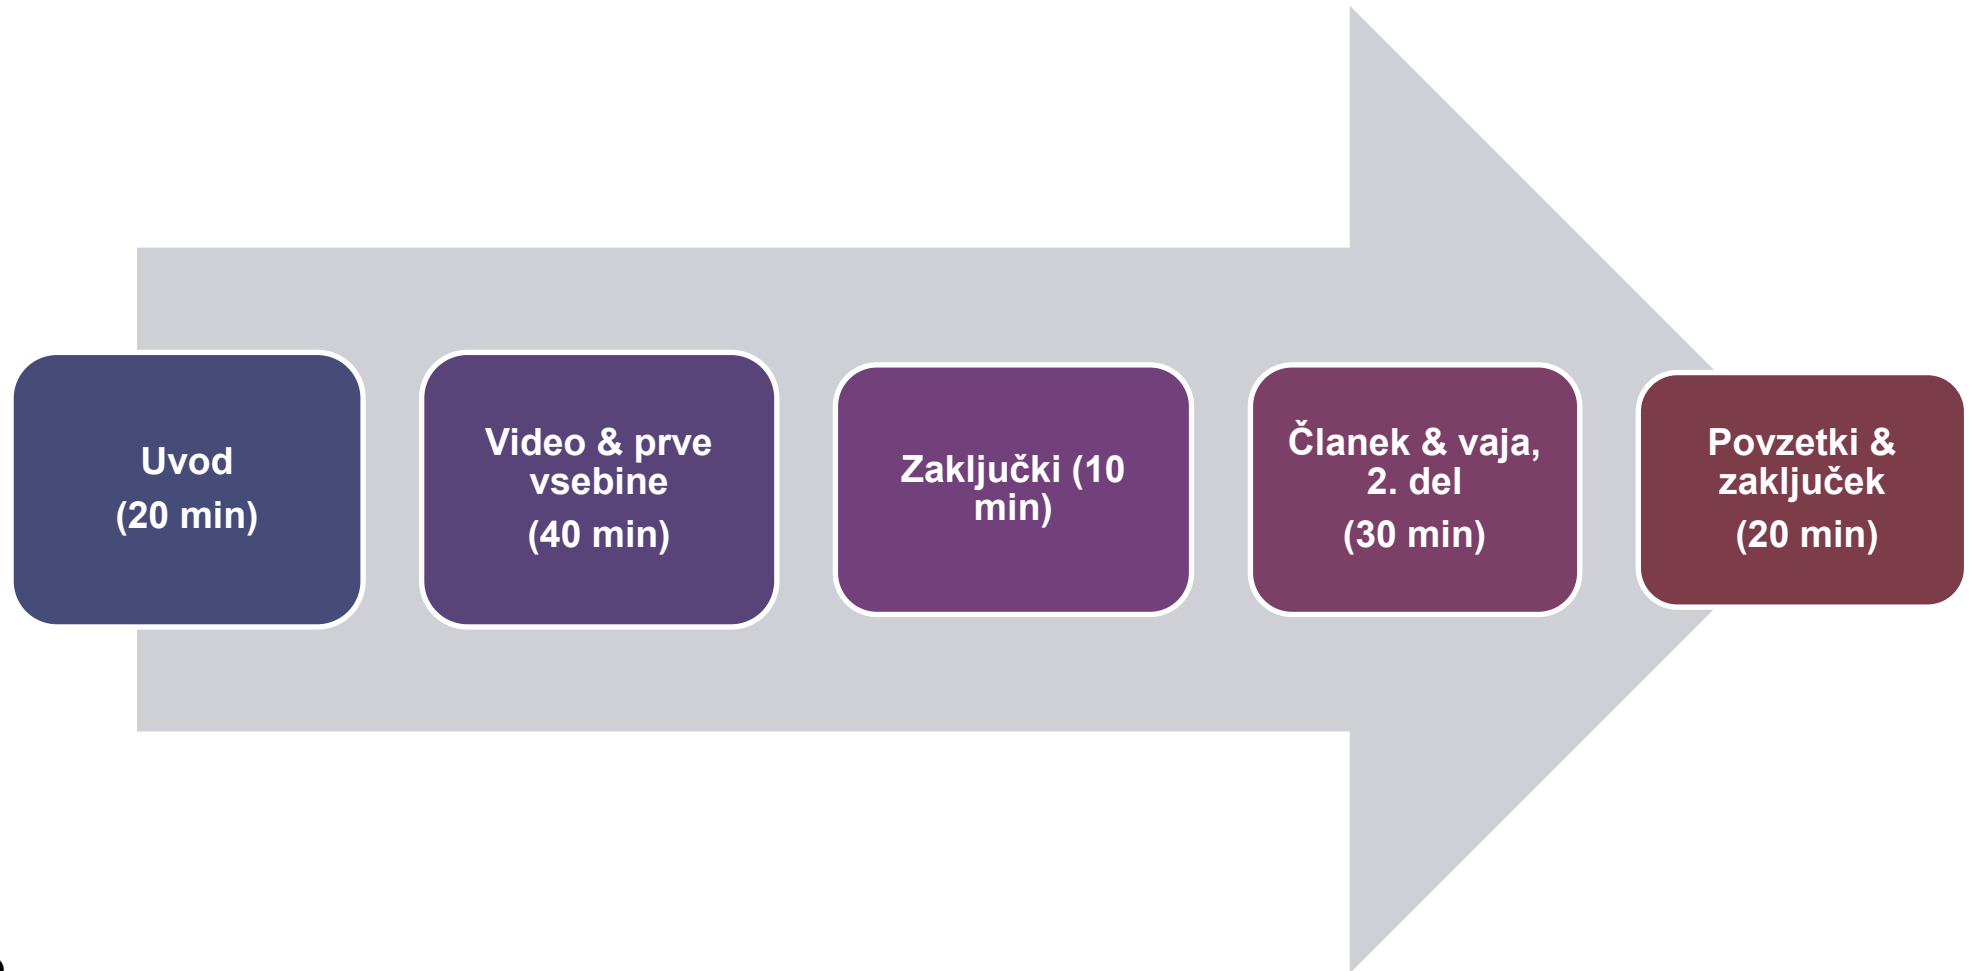 Uvod
(20 min)
Video & prve
vsebine
(40 min)
Zaključki (10
min)
Članek & vaja,
2. del
(30 min)
Povzetki &
zaključek
(20 min)